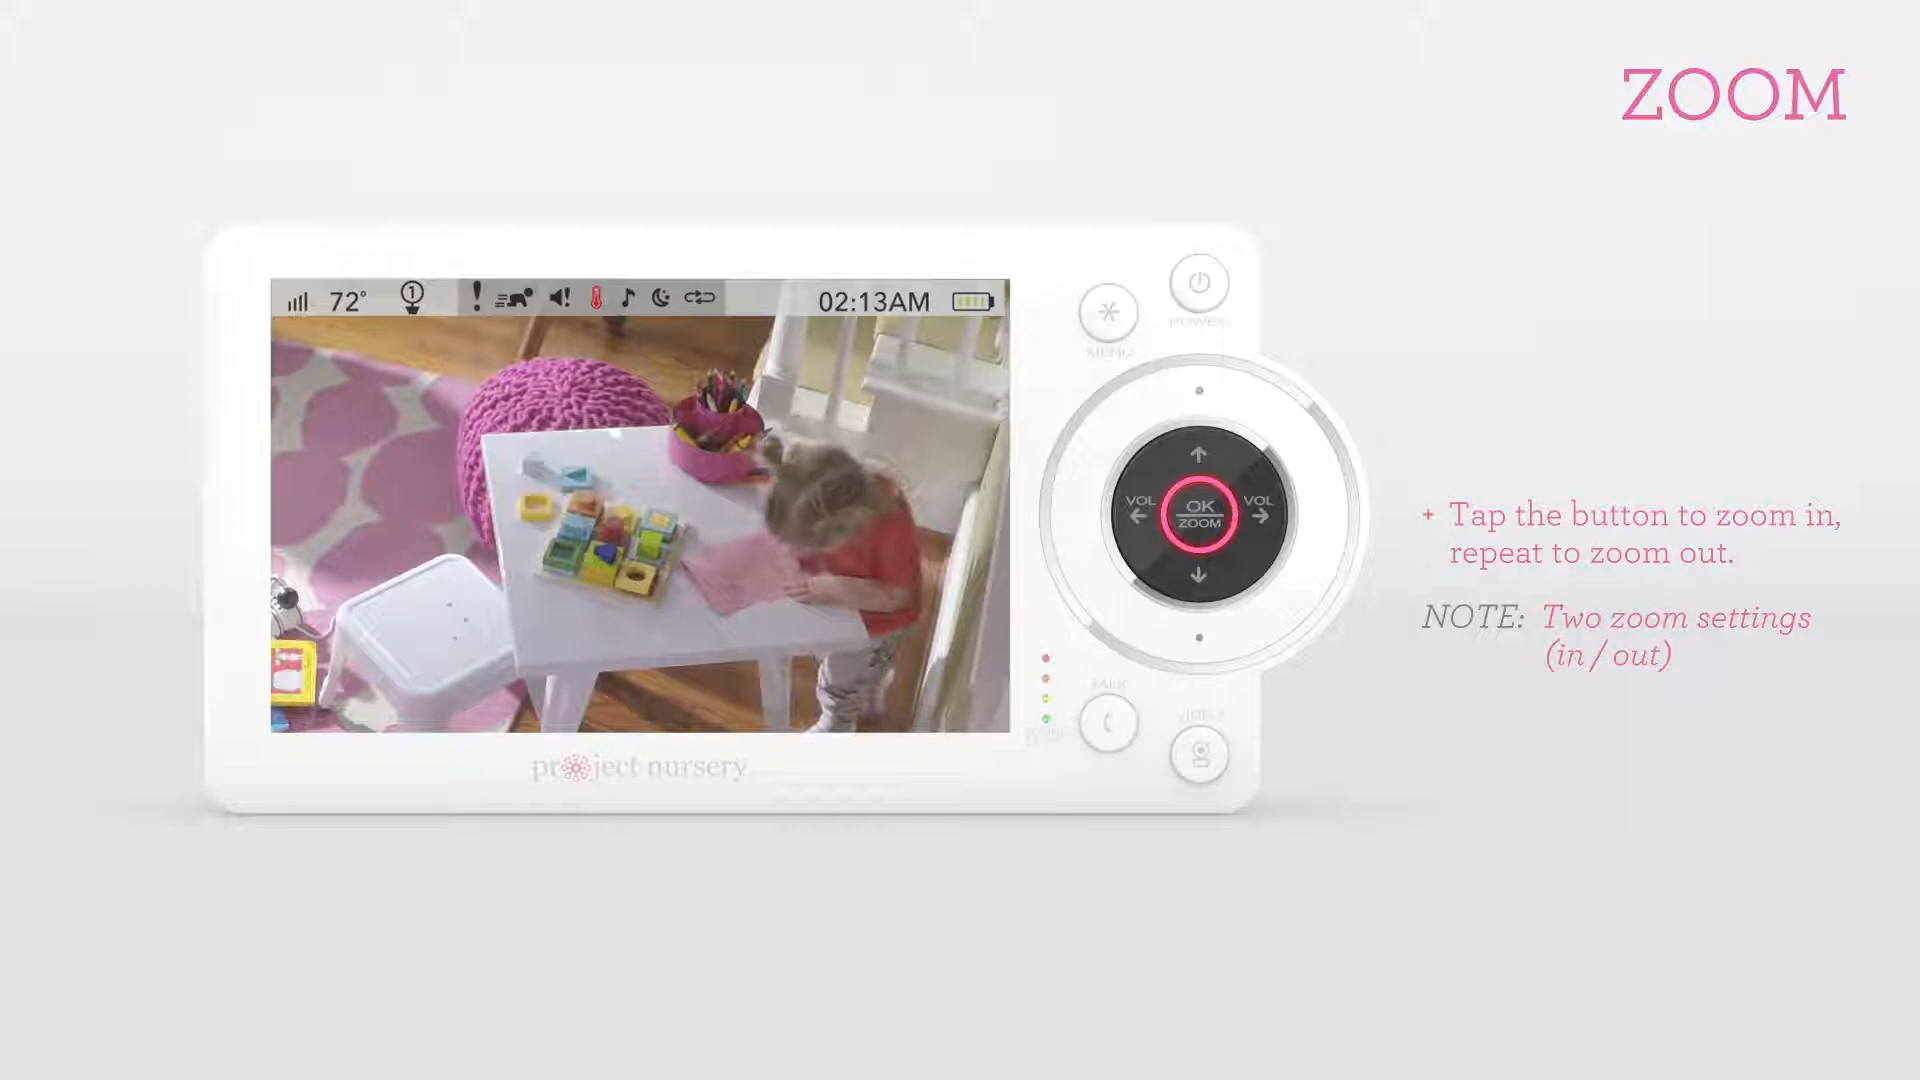 ZOOM
72°
1
02:13AM
POWER
MENU
VOL
OK
ZOOM
VOL
+ Tap the button to zoom in,
repeat to zoom out.
NOTE: Two zoom settings
(in / out)
TALK
VIDEO
project nursery